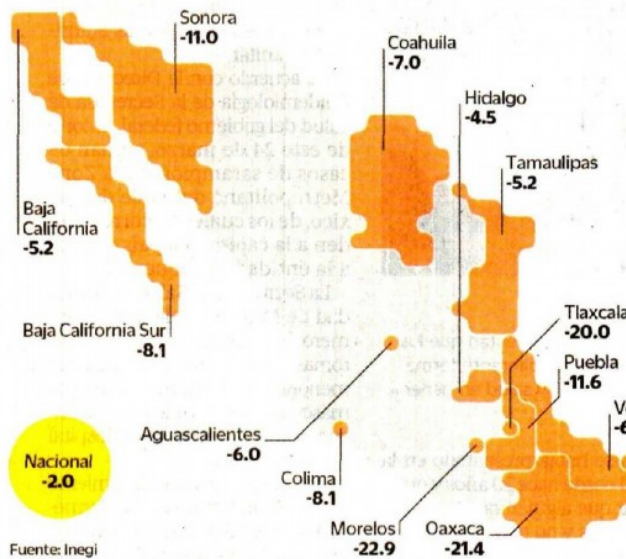 Sonora
-11.0
Coahuila
-7.0
Hidalgo
-4.5
Tamaulipas
-5.2
Baja
California
-5.2
Baja California Sur
-8.1
Tlaxcala
-20.0
Puebla
-11.6
Aguascalientes
-6.0
Nacional
-2.0
Colima
-8.1
Morelos
-22.9
Oaxaca
-21.4
Fuente: Inegi